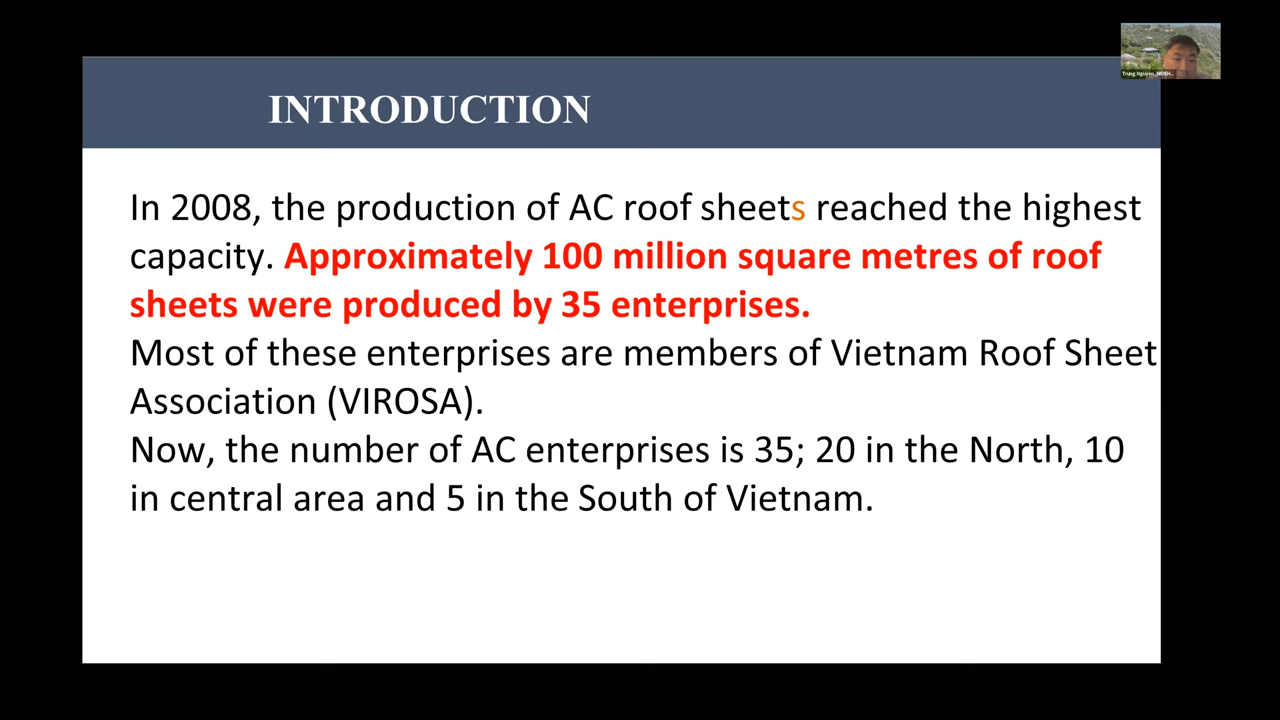 INTRODUCTION
In 2008, the production of AC roof sheets reached the highest
capacity. Approximately 100 million square metres of roof
sheets were produced by 35 enterprises.
Most of these enterprises are members of Vietnam Roof Sheet
Association (VIROSA).
Now, the number of AC enterprises is 35; 20 in the North, 10
in central area and 5 in the South of Vietnam.
Trung Nguyen_NIOEH...